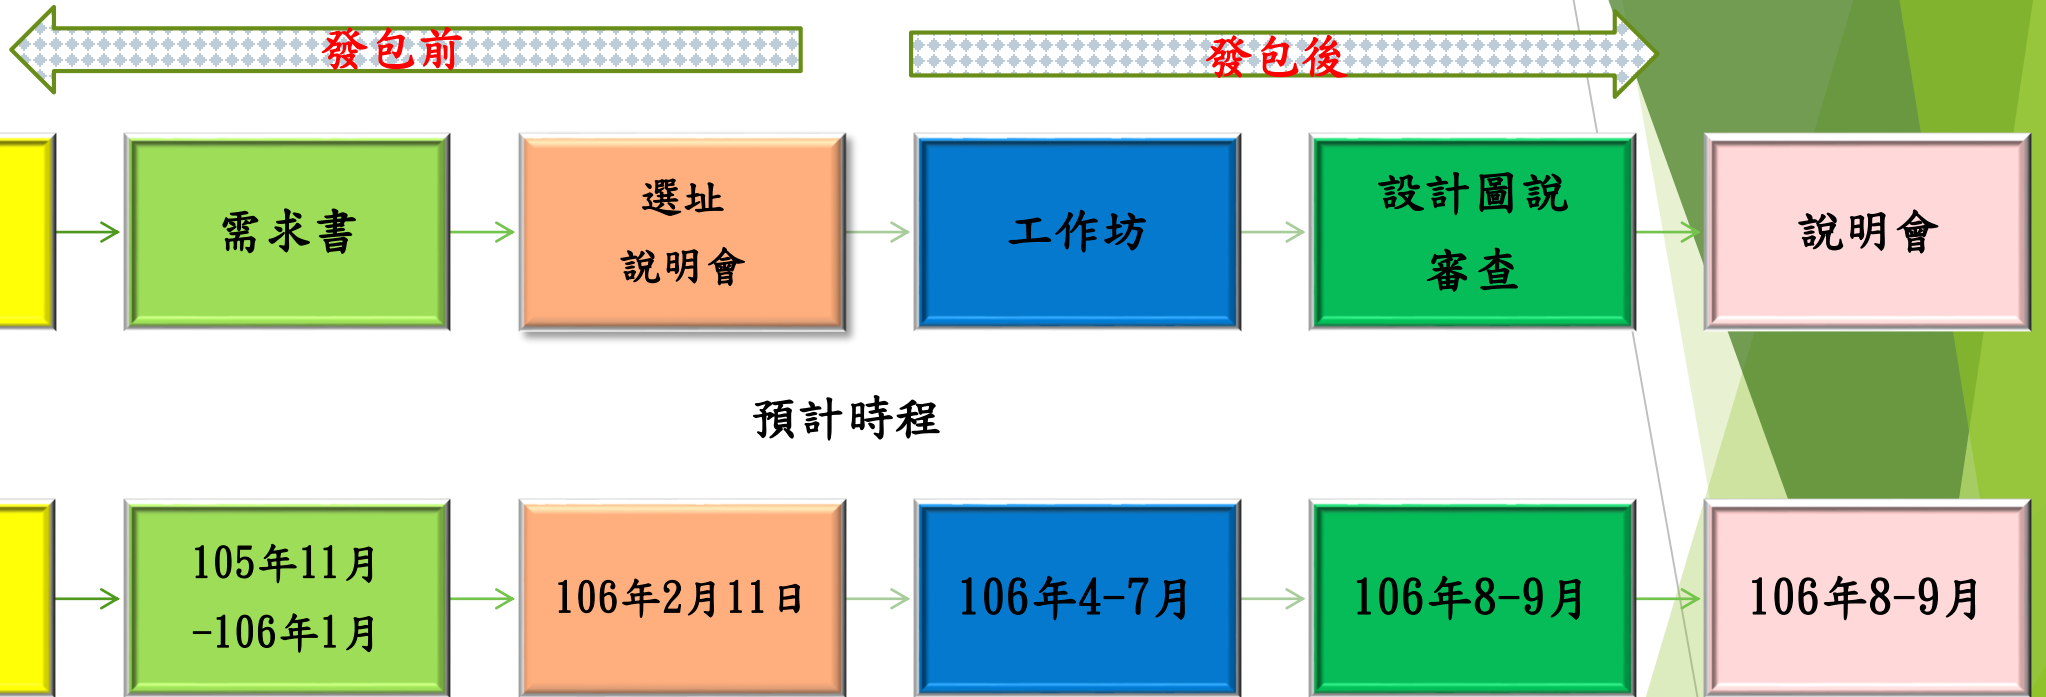 發包前
發包後
需求書
選址
說明會
工作坊
設計圖說
審查
說明會
預計時程
105年11月
-106年1月
106年2月11日
106年4-7月
106年8-9月
106年8-9月